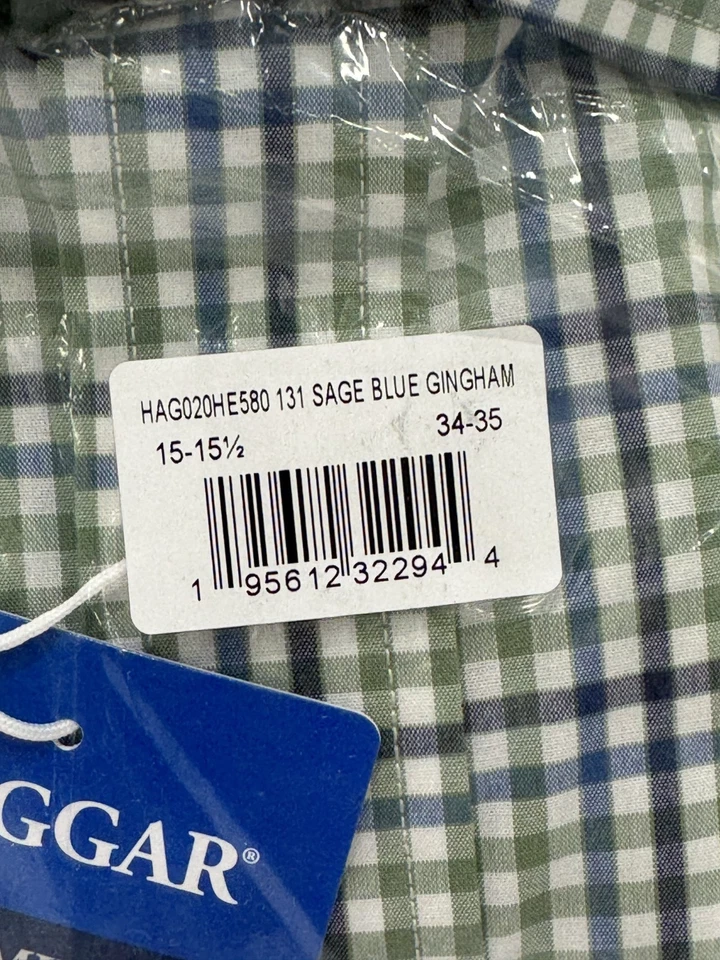 HAG020HE580 131 SAGE BLUE GINGHAM
15-15½ 34-35
1 95612 32294 4
GGAR®